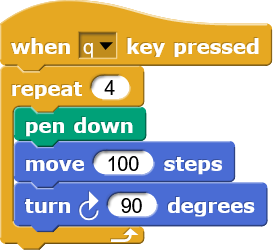 when q key pressed
repeat 4
pen down
move 100 steps
turn 90 degrees